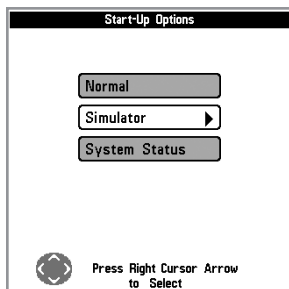 Start-Up Options
Normal
Simulator
System Status
Press Right Cursor Arrow
to Select